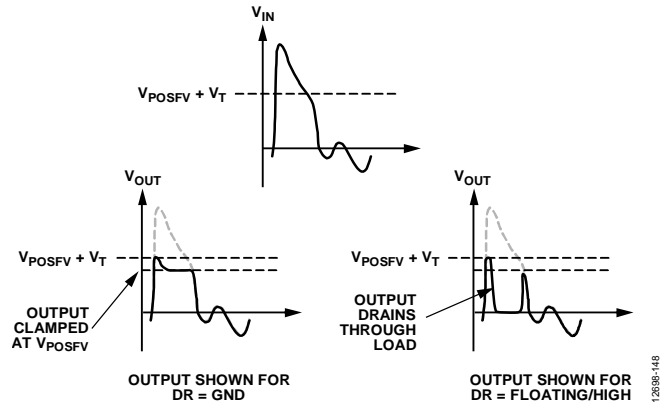 VIN
VPOSFV + VT
VOUT
VPOSFV + VT
OUTPUT
CLAMPED
AT VPOSFV
OUTPUT SHOWN FOR
DR = GND
VOUT
VPOSFV + VT
OUTPUT
DRAINS
THROUGH
LOAD
OUTPUT SHOWN FOR
DR = FLOATING/HIGH
12698-148